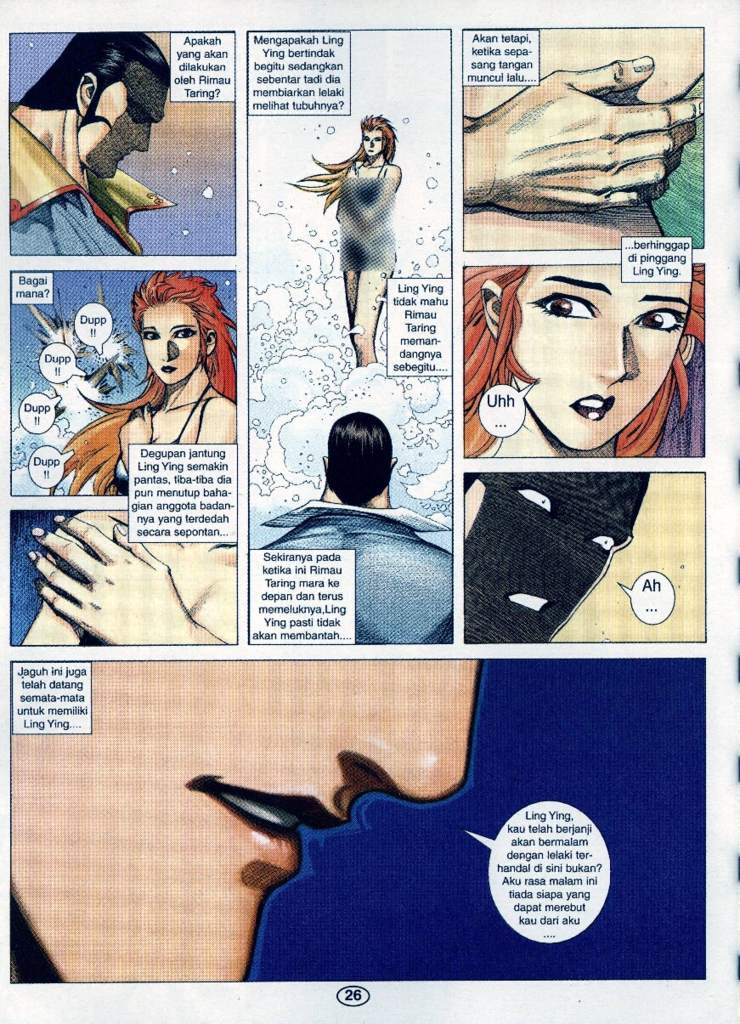 Apakah
yang akan
dilakukan
oleh Rimau
Taring?
Bagai
mana?
Dupp
!!
Dupp
!!
Dupp
!!
Dupp
!!
Degupan jantung
Ling Ying semakin
pantas, tiba-tiba dia
pun menutup baha-
gian anggota badan-
nya yang terdedah
secara sepontan...
Mengapakah Ling
Ying bertindak
begitu sedangkan
sebentar tadi dia
membiarkan lelaki
melihat tubuhnya?
Ling Ying
tidak mahu
Rimau
Taring
meman-
dangnya
sebegitu....
Sekiranya pada
ketika ini Rimau
Taring mara ke
depan dan terus
memeluknya,Ling
Ying pasti tidak
akan membantah....
Akan tetapi,
ketika sepa-
sang tangan
muncul lalu....
...berhinggap
di pinggang
Ling Ying.
Uhh
...
Ah
...
Jaguh ini juga
telah datang
semata-mata
untuk memiliki
Ling Ying....
Ling Ying,
kau telah berjanji
akan bermalam
dengan lelaki ter-
handal di sini bukan?
Aku rasa malam ini
tiada siapa yang
dapat merebut
kau dari aku
....
26